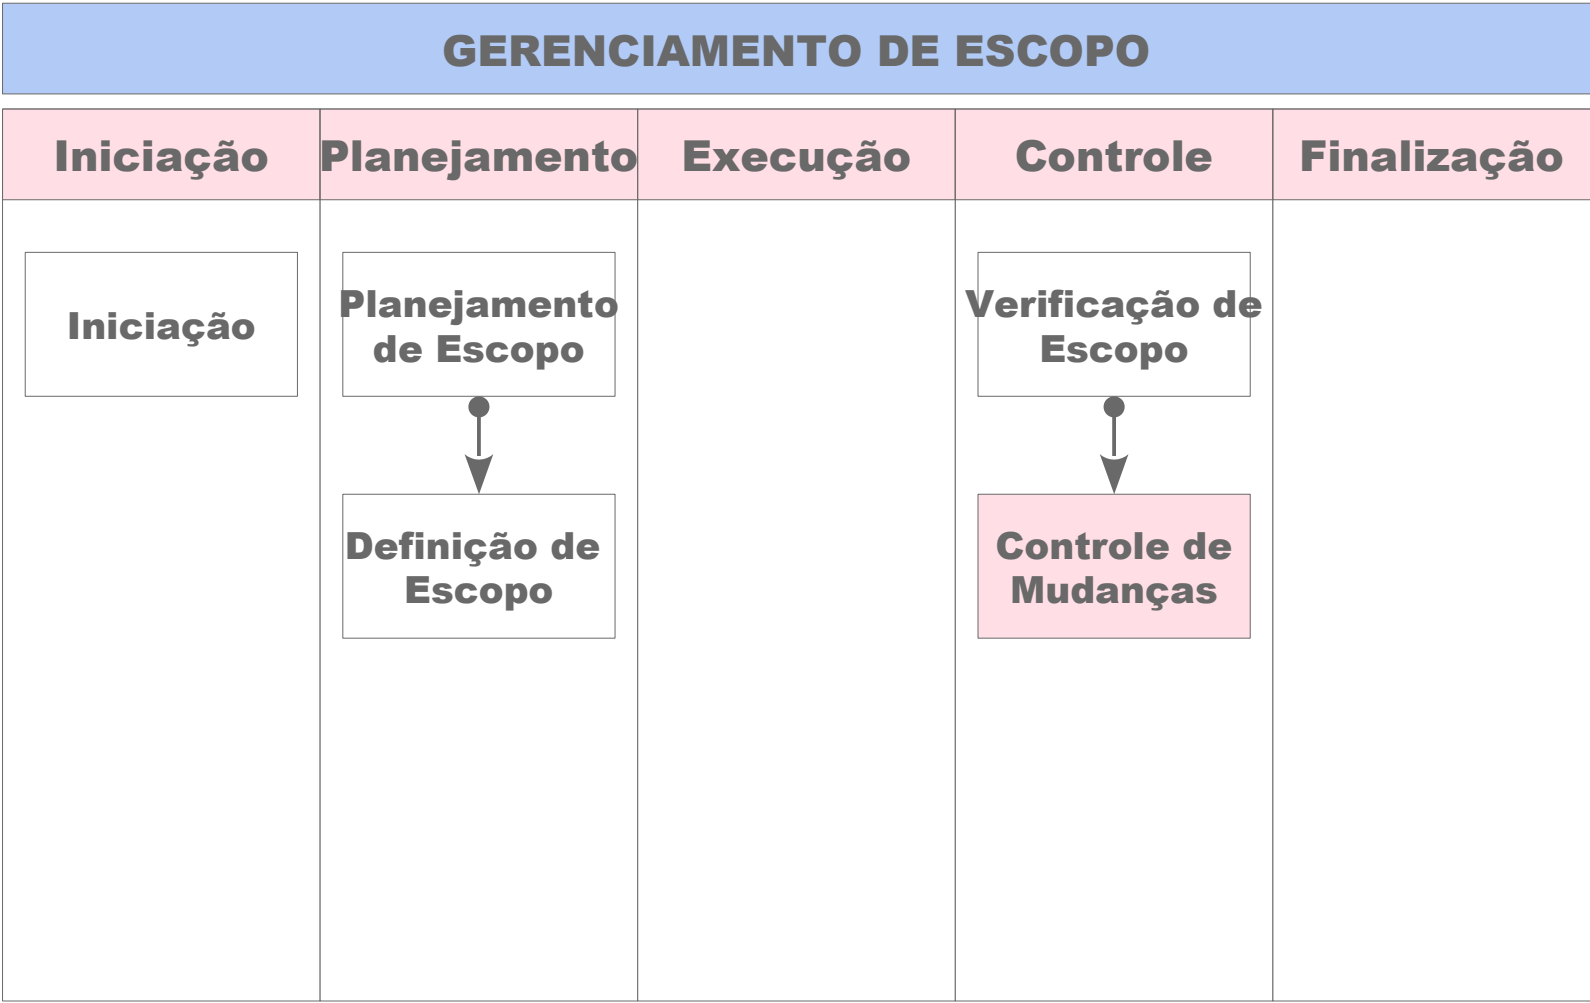 GERENCIAMENTO DE ESCOPO
Iniciação
Planejamento
Execução
Controle
Finalização
Iniciação
Planejamento
de Escopo
Verificação de
Escopo
Definição de
Escopo
Controle de
Mudanças